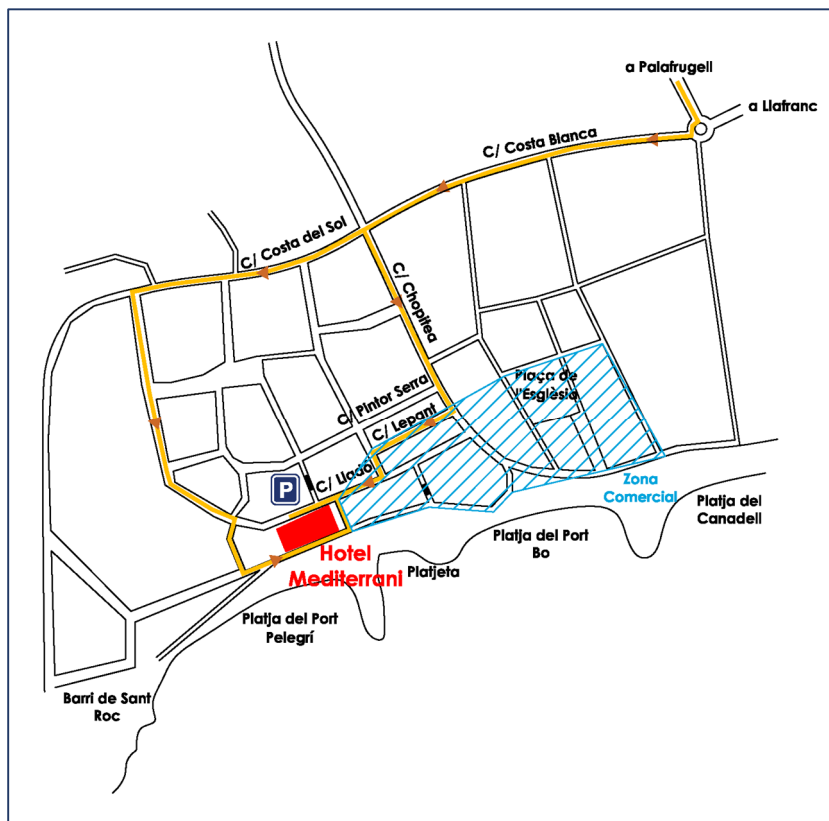 a Palafrugell
a Llafranc
C/ Costa Blanca
C/ Costa del Sol
C/ Chopitea
C/ Pintor Serra
Plaça de
l'Esglèsia
C/ Lepant
C/ Lladó
P
Zona
Comercial
Platja del
Canadell
Platja del Port
Bo
Hotel
Mediterrani
Platjeta
Platja del Port
Pelegrí
Barri de Sant
Roc